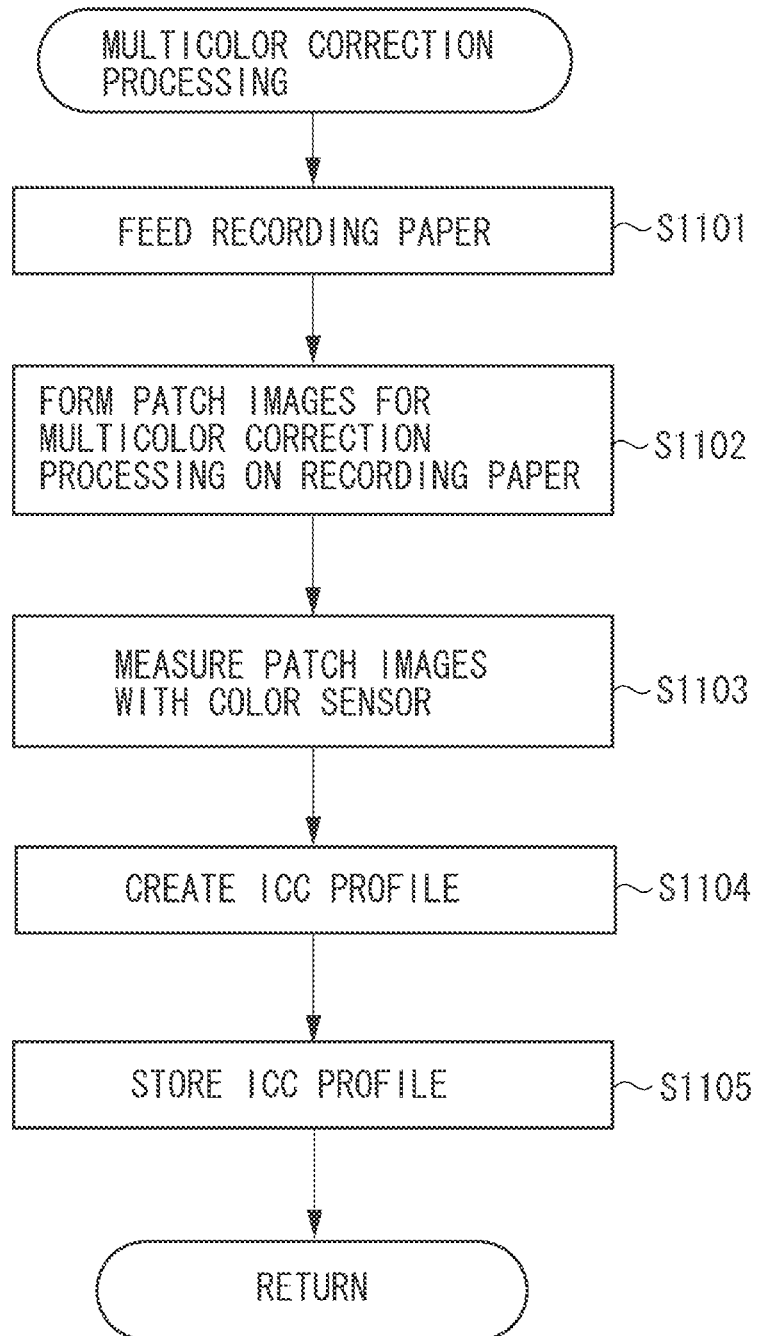 MULTICOLOR CORRECTION
PROCESSING
FEED RECORDING PAPER
S1101
FORM PATCH IMAGES FOR
MULTICOLOR CORRECTION
PROCESSING ON RECORDING PAPER
S1102
MEASURE PATCH IMAGES
WITH COLOR SENSOR
S1103
CREATE ICC PROFILE
S1104
STORE ICC PROFILE
S1105
RETURN